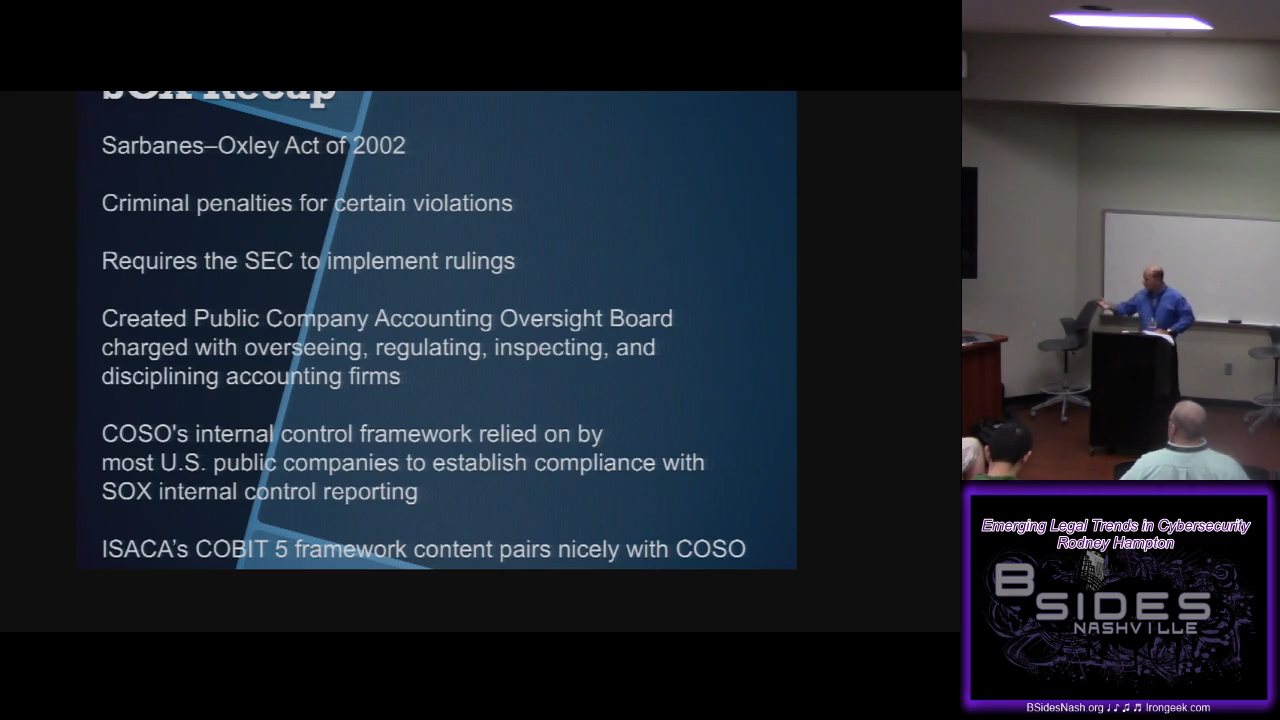 SOX Recap
Sarbanes–Oxley Act of 2002
Criminal penalties for certain violations
Requires the SEC to implement rulings
Created Public Company Accounting Oversight Board
charged with overseeing, regulating, inspecting, and
disciplining accounting firms
COSO's internal control framework relied on by
most U.S. public companies to establish compliance with
SOX internal control reporting
ISACA's COBIT 5 framework content pairs nicely with COSO
Emerging Legal Trends in Cybersecurity
Rodney Hampton
BSIDES
NASHVILLE
BSidesNash.org ♩ ♪ ♫ ♬ Irongeek.com